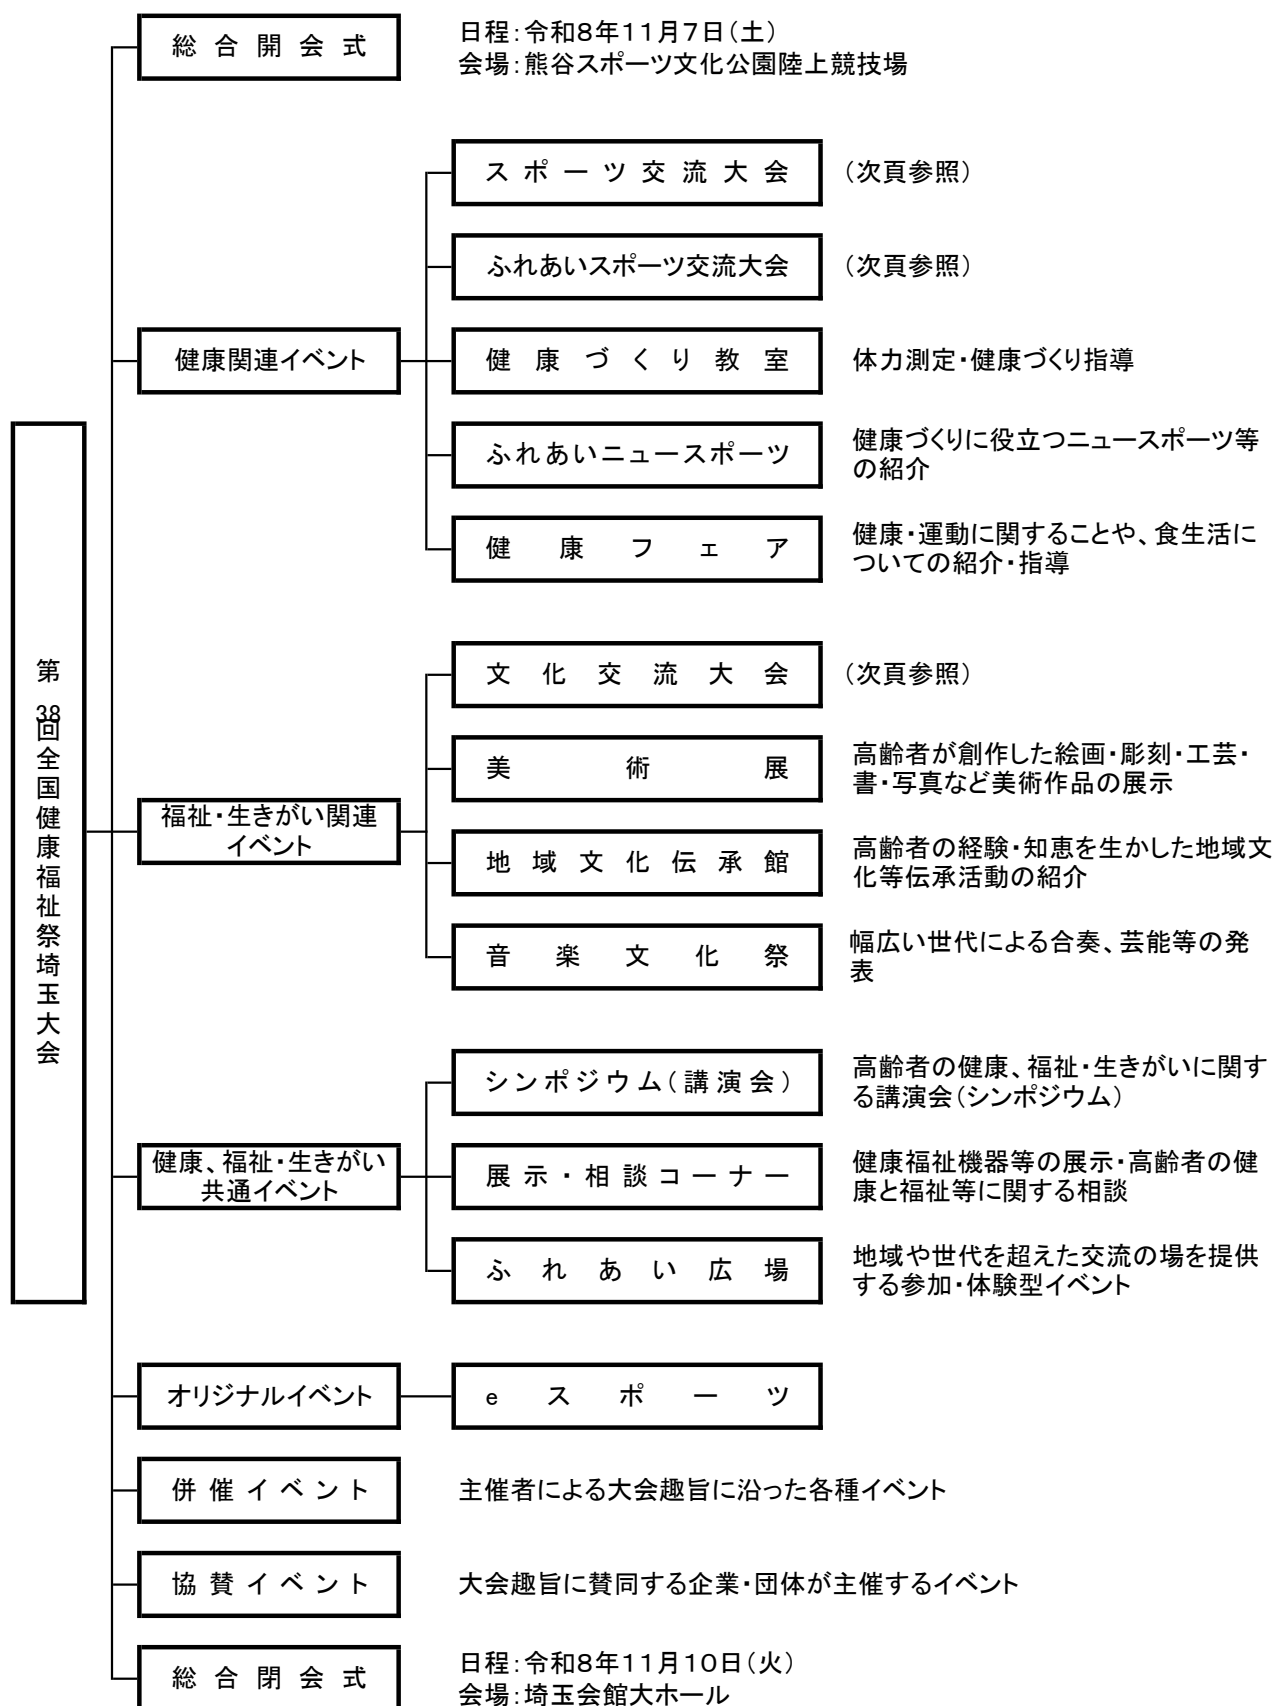 総合開会式
日程：令和8年11月7日（土）
会場：熊谷スポーツ文化公園陸上競技場
スポーツ交流大会
（次頁参照）
ふれあいスポーツ交流大会
（次頁参照）
健康関連イベント
健康づくり教室
体力測定・健康づくり指導
ふれあいニュースポーツ
健康づくりに役立つニュースポーツ等
の紹介
健康フェア
健康・運動に関することや、食生活に
ついての紹介・指導
第38回全国健康福祉祭埼玉大会
文化交流大会
（次頁参照）
美術展
高齢者が創作した絵画・彫刻・工芸・
書・写真など美術作品の展示
福祉・生きがい関連
イベント
地域文化伝承館
高齢者の経験・知恵を生かした地域文
化等伝承活動の紹介
音楽文化祭
幅広い世代による合奏、芸能等の発
表
シンポジウム（講演会）
高齢者の健康、福祉・生きがいに関す
る講演会（シンポジウム）
健康、福祉・生きがい
共通イベント
展示・相談コーナー
健康福祉機器等の展示・高齢者の健
康と福祉等に関する相談
ふれあい広場
地域や世代を超えた交流の場を提供
する参加・体験型イベント
オリジナルイベント
eスポーツ
併催イベント
主催者による大会趣旨に沿った各種イベント
協賛イベント
大会趣旨に賛同する企業・団体が主催するイベント
総合閉会式
日程：令和8年11月10日（火）
会場：埼玉会館大ホール